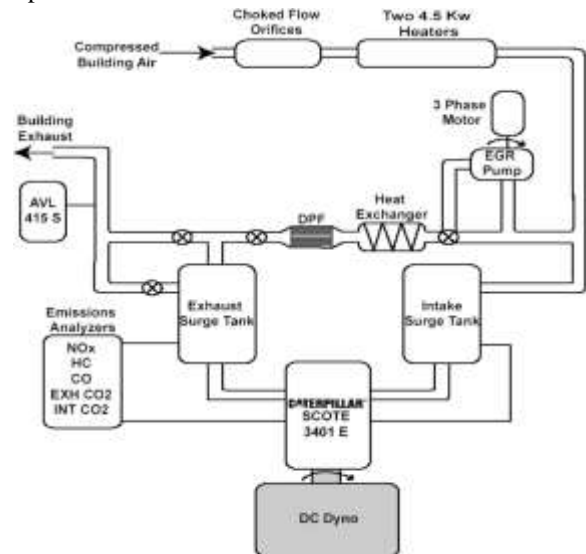 Choked Flow
Orifices
Two 4.5 Kw
Heaters
Compressed
Building Air
3 Phase
Motor
Building
Exhaust
EGR
Pump
AVL
415 S
DPF
Heat
Exchanger
Exhaust
Surge Tank
Intake
Surge Tank
Emissions
Analyzers
NOx
HC
CO
EXH CO2
INT CO2
CATERPILLAR
SCOTE
3401 E
DC Dyno